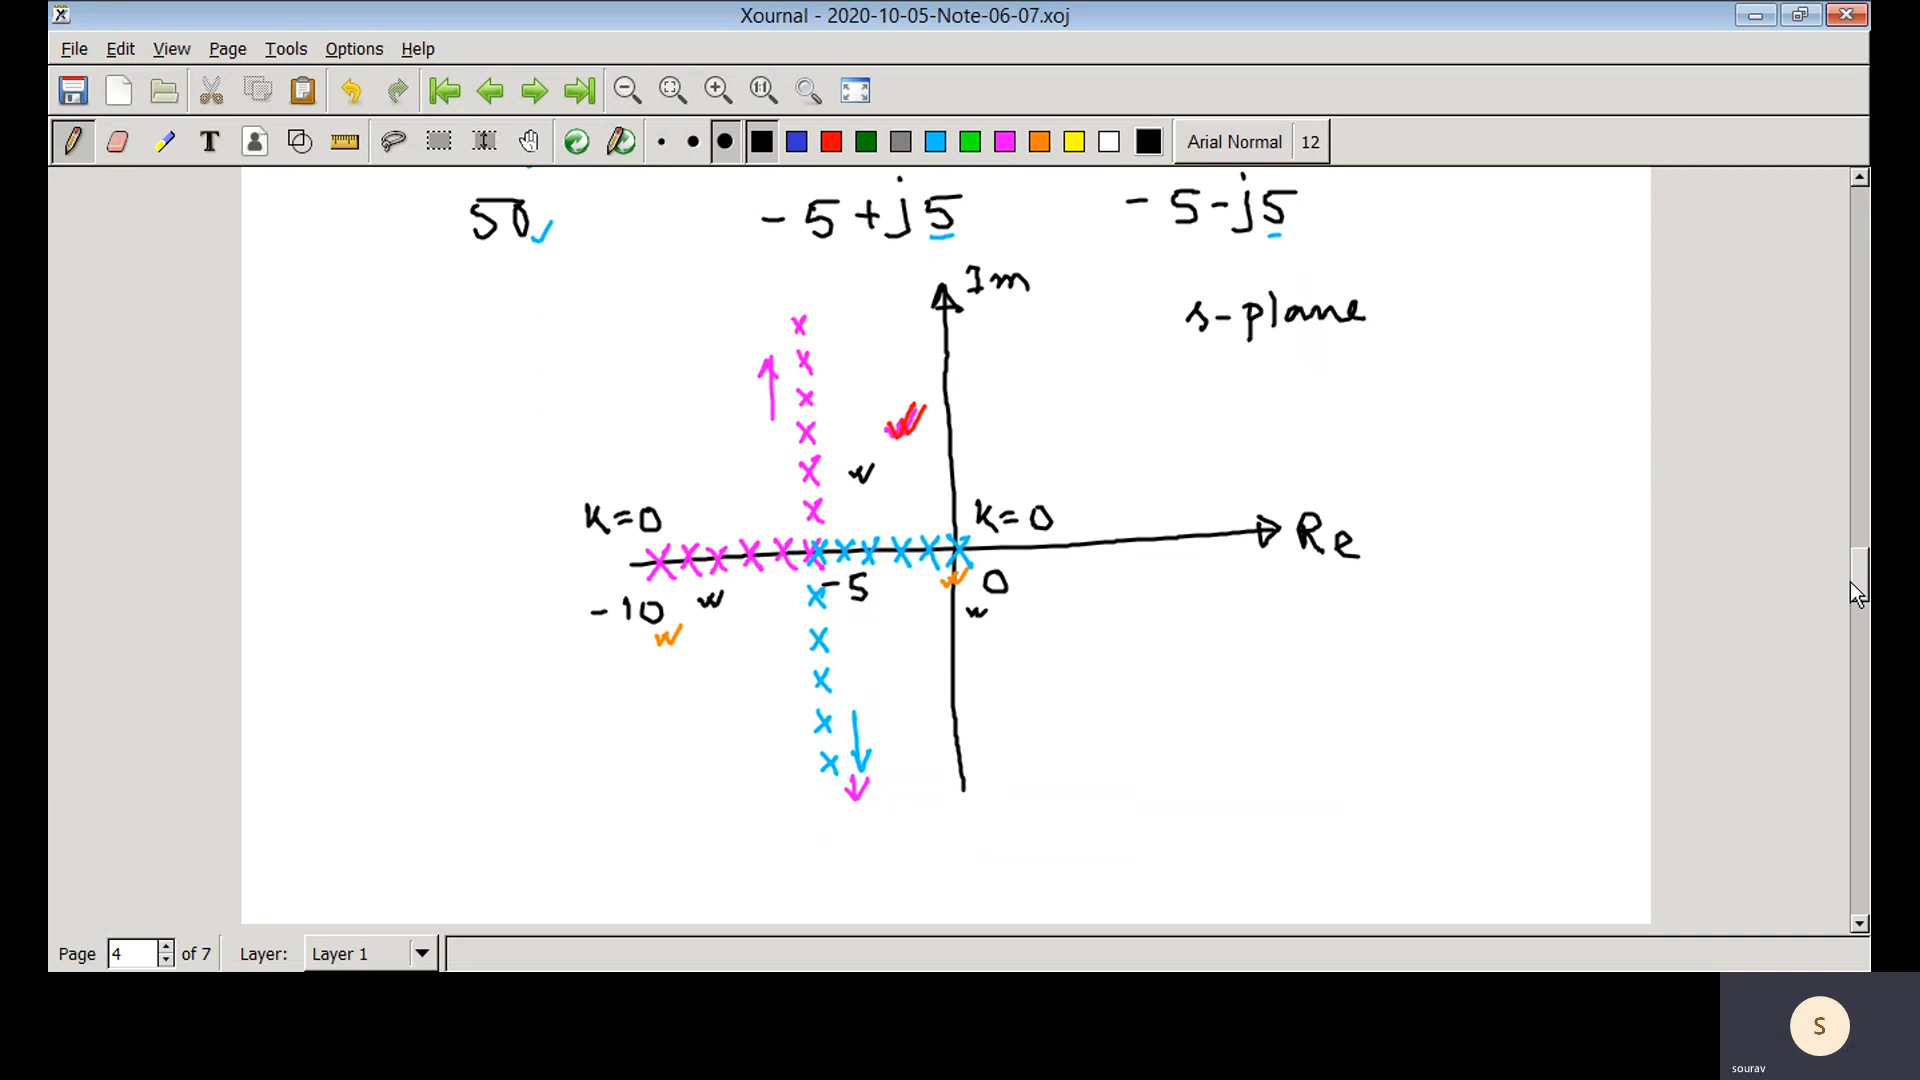 Xournal - 2020-10-05-Note-06-07.xoj
File Edit View Page Tools Options Help
Arial Normal 12
50 -5+j5 -5-j5
Im
s-plane
K=0 K=0
Re
-10 -5 0
Page 4 of 7 Layer: Layer 1
S
sourav